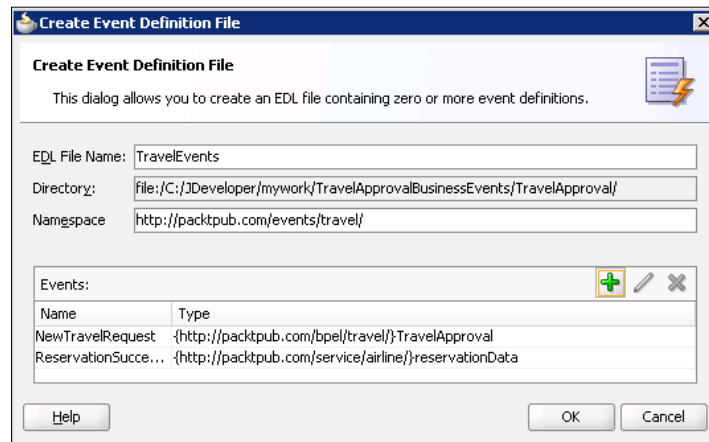 Create Event Definition File
Create Event Definition File
This dialog allows you to create an EDL file containing zero or more event definitions.
EDL File Name: TravelEvents
Directory: file:/C:/JDeveloper/mywork/TravelApprovalBusinessEvents/TravelApproval/
Namespace http://packtpub.com/events/travel/
Events:
Name Type
NewTravelRequest {http://packtpub.com/bpel/travel/}TravelApproval
ReservationSucce... {http://packtpub.com/service/airline/}reservationData
Help OK Cancel